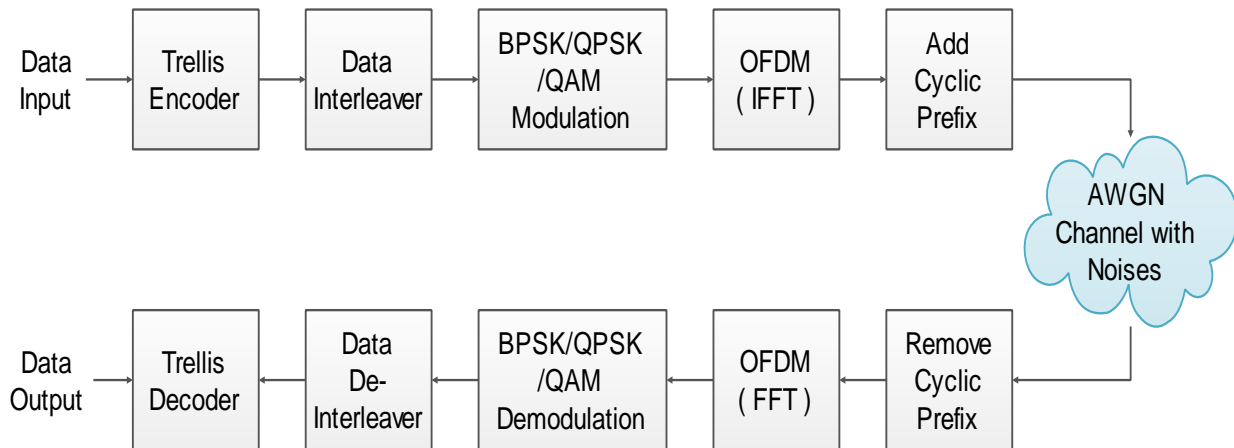 Data
Input
Trellis
Encoder
Data
Interleaver
BPSK/QPSK
/QAM
Modulation
OFDM
( IFFT )
Add
Cyclic
Prefix
AWGN
Channel with
Noises
Data
Output
Trellis
Decoder
Data
De-
Interleaver
BPSK/QPSK
/QAM
Demodulation
OFDM
( FFT )
Remove
Cyclic
Prefix